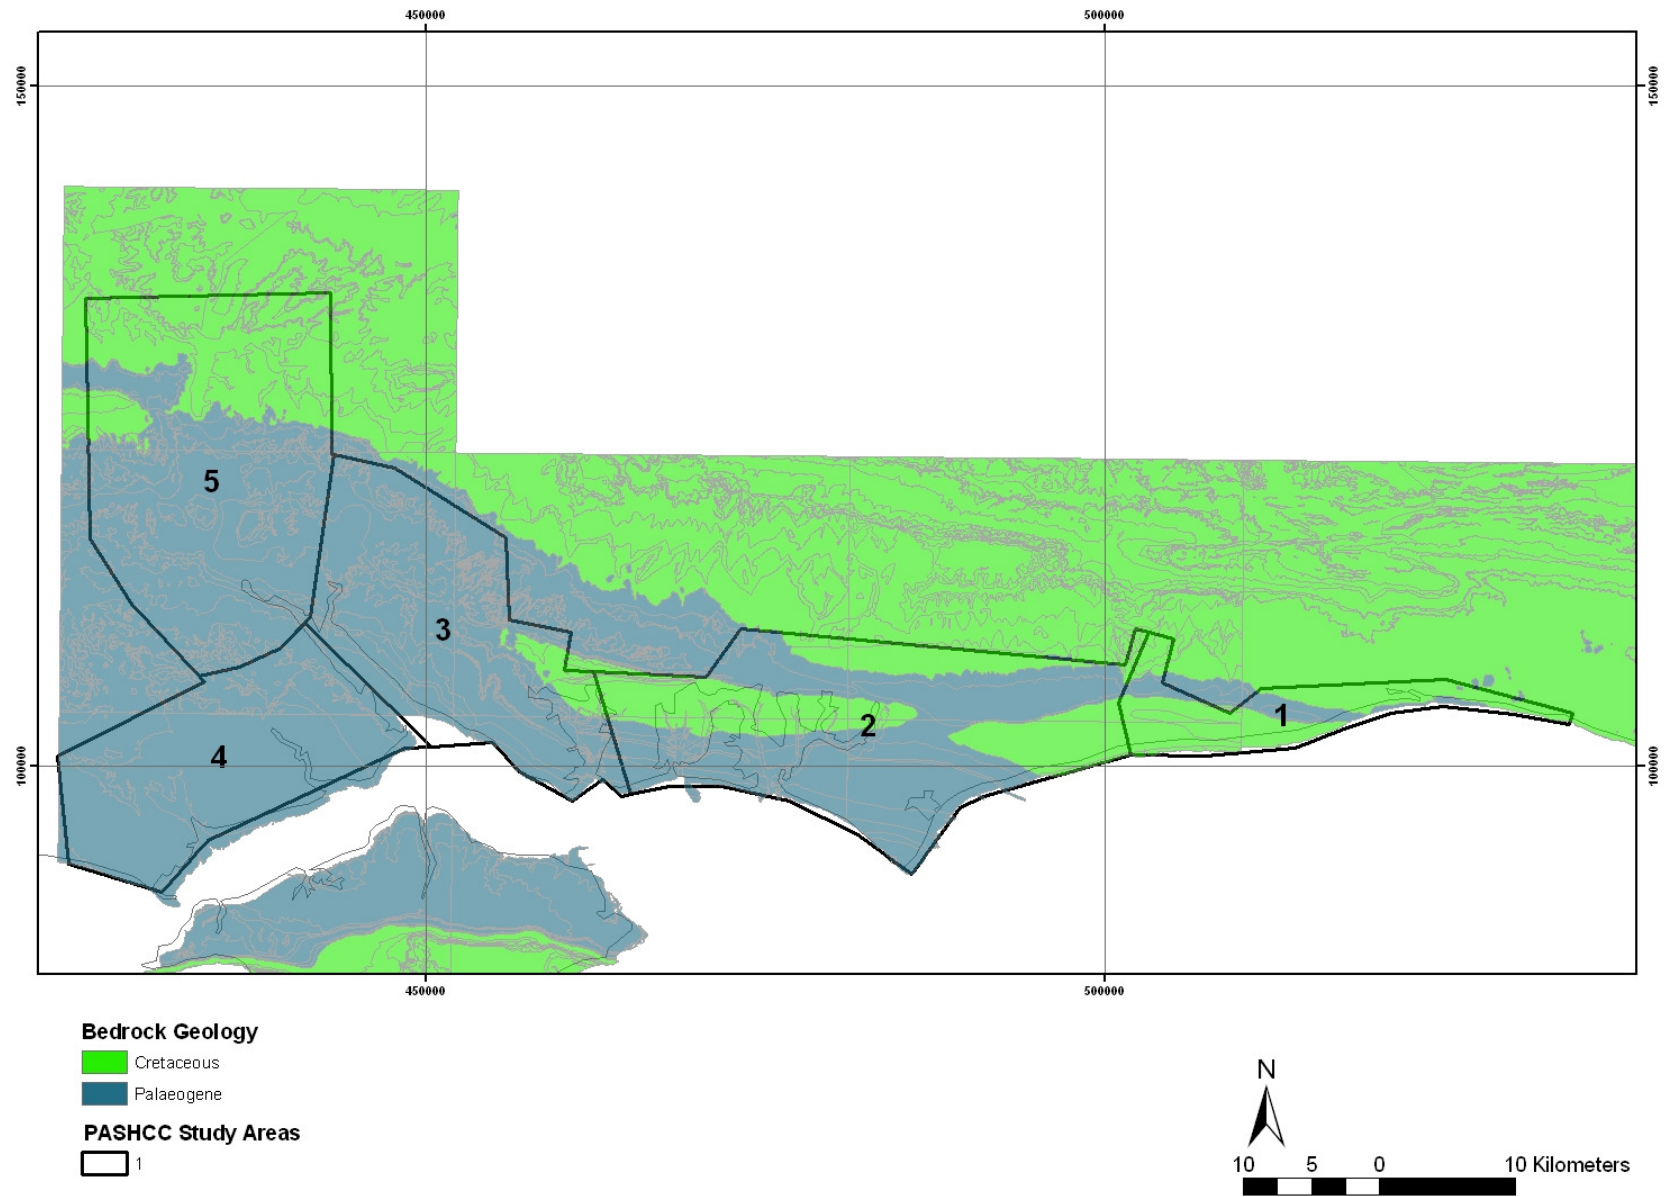 450000
500000
150000
150000
5
3
2
1
4
100000
100000
450000
500000
Bedrock Geology
Cretaceous
Palaeogene
PASHCC Study Areas
1
N
10 5 0 10 Kilometers